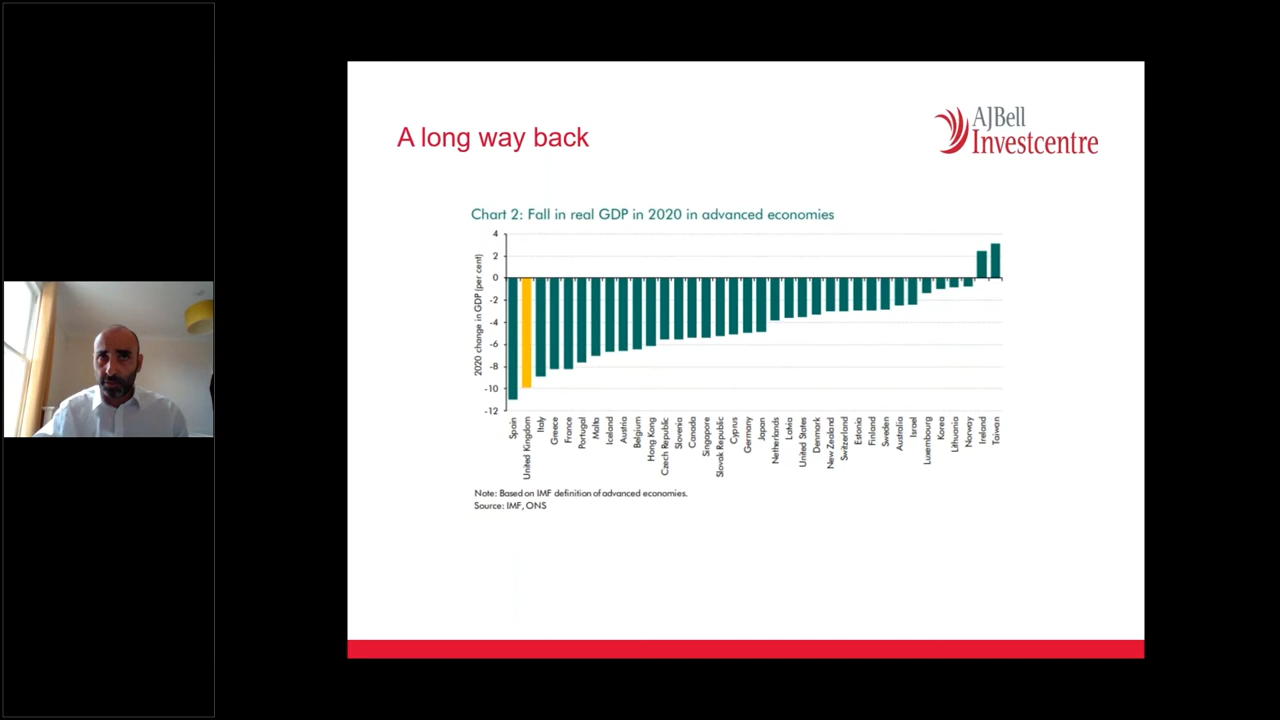 A long way back
AJBell
Investcentre
Chart 2: Fall in real GDP in 2020 in advanced economies
2020 change in GDP (per cent)
4
2
0
-2
-4
-6
-8
-10
-12
Spain
United Kingdom
Italy
Greece
France
Portugal
Malta
Iceland
Austria
Belgium
Hong Kong
Czech Republic
Slovenia
Canada
Singapore
Slovak Republic
Cyprus
Germany
Japan
Netherlands
Latvia
United States
Denmark
New Zealand
Switzerland
Estonia
Finland
Sweden
Australia
Israel
Luxembourg
Korea
Lithuania
Norway
Ireland
Taiwan
Note: Based on IMF definition of advanced economies.
Source: IMF, ONS